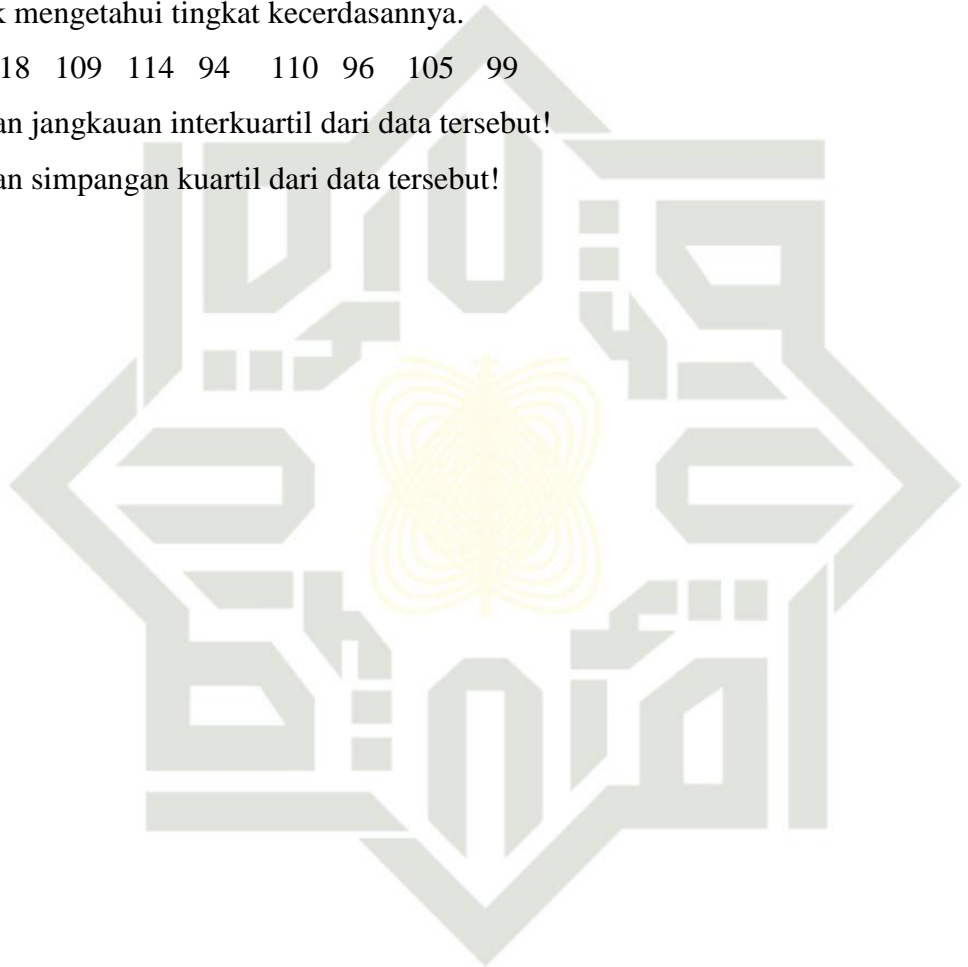 k mengetahui tingkat kecerdasannya.
18 109 114 94 110 96 105 99
an jangkauan interkuartil dari data tersebut!
an simpangan kuartil dari data tersebut!